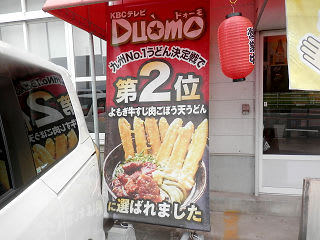 KBCテレビ
ドォーモ
DUOMO
九州No.1うどん決定戦で
第2位
よもぎ牛すじ肉ごぼう天うどん
に選ばれました